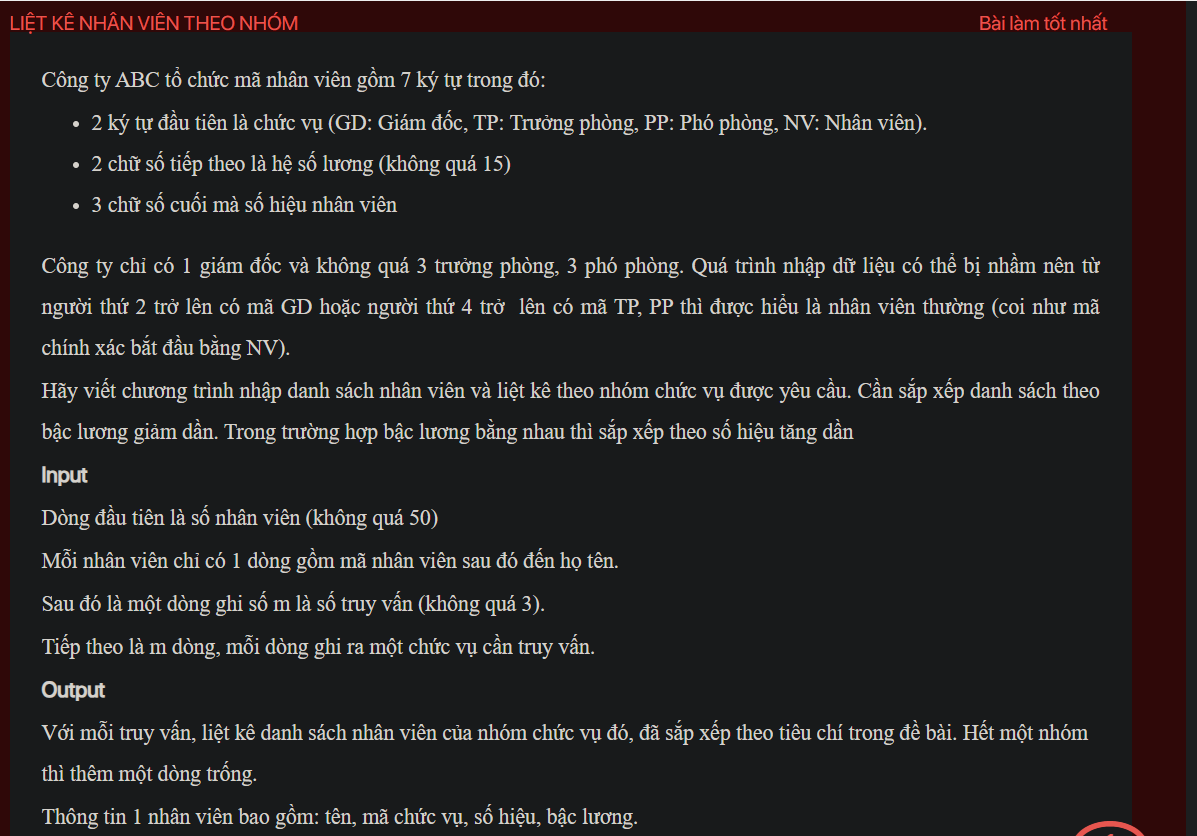 LIỆT KÊ NHÂN VIÊN THEO NHÓM
Bài làm tốt nhất
Công ty ABC tổ chức mã nhân viên gồm 7 ký tự trong đó:
• 2 ký tự đầu tiên là chức vụ (GD: Giám đốc, TP: Trưởng phòng, PP: Phó phòng, NV: Nhân viên).
• 2 chữ số tiếp theo là hệ số lương (không quá 15)
• 3 chữ số cuối mà số hiệu nhân viên
Công ty chỉ có 1 giám đốc và không quá 3 trưởng phòng, 3 phó phòng. Quá trình nhập dữ liệu có thể bị nhầm nên từ
người thứ 2 trở lên có mã GD hoặc người thứ 4 trở lên có mã TP, PP thì được hiểu là nhân viên thường (coi như mã
chính xác bắt đầu bằng NV).
Hãy viết chương trình nhập danh sách nhân viên và liệt kê theo nhóm chức vụ được yêu cầu. Cần sắp xếp danh sách theo
bậc lương giảm dần. Trong trường hợp bậc lương bằng nhau thì sắp xếp theo số hiệu tăng dần
Input
Dòng đầu tiên là số nhân viên (không quá 50)
Mỗi nhân viên chỉ có 1 dòng gồm mã nhân viên sau đó đến họ tên.
Sau đó là một dòng ghi số m là số truy vấn (không quá 3).
Tiếp theo là m dòng, mỗi dòng ghi ra một chức vụ cần truy vấn.
Output
Với mỗi truy vấn, liệt kê danh sách nhân viên của nhóm chức vụ đó, đã sắp xếp theo tiêu chí trong đề bài. Hết một nhóm
thì thêm một dòng trống.
Thông tin 1 nhân viên bao gồm: tên, mã chức vụ, số hiệu, bậc lương.